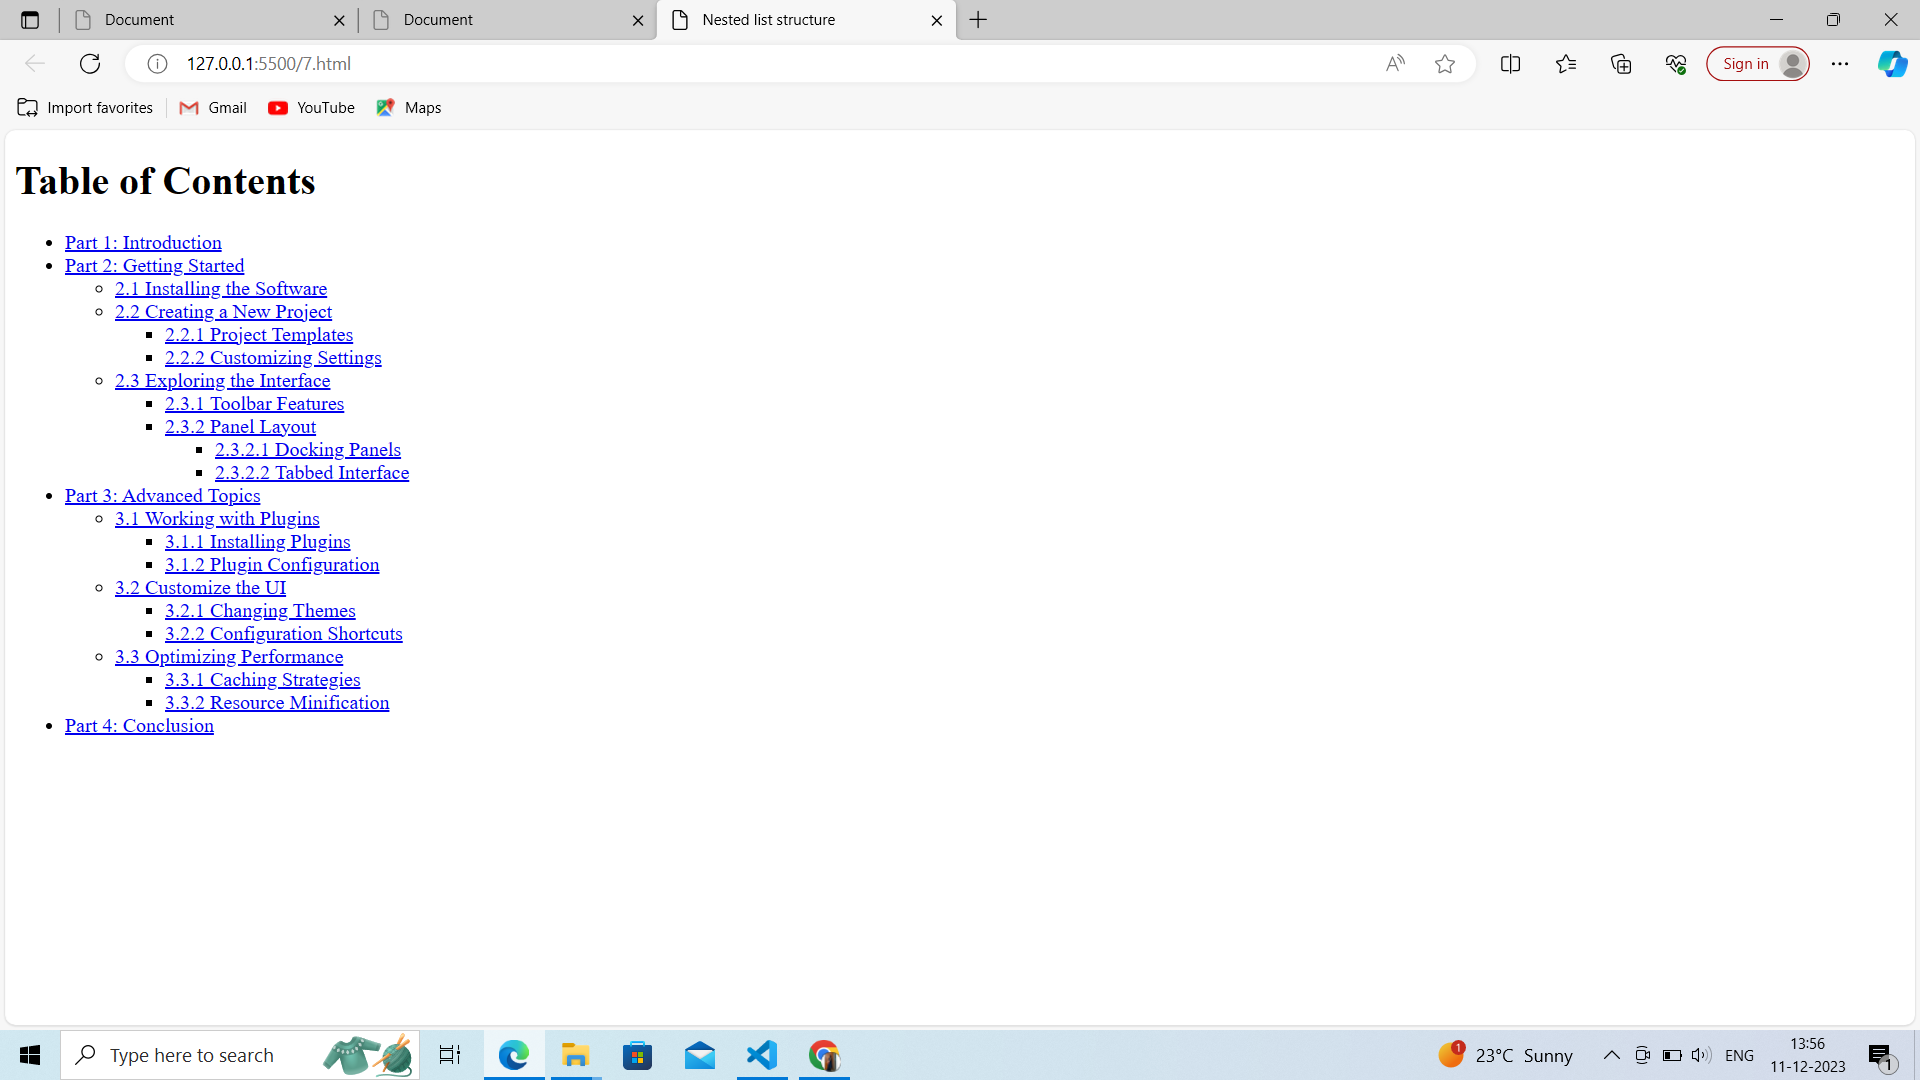 Document
Document
Nested list structure
127.0.0.1:5500/7.html
Sign in
Import favorites
Gmail
YouTube
Maps
Table of Contents
Part 1: Introduction
Part 2: Getting Started
2.1 Installing the Software
2.2 Creating a New Project
2.2.1 Project Templates
2.2.2 Customizing Settings
2.3 Exploring the Interface
2.3.1 Toolbar Features
2.3.2 Panel Layout
2.3.2.1 Docking Panels
2.3.2.2 Tabbed Interface
Part 3: Advanced Topics
3.1 Working with Plugins
3.1.1 Installing Plugins
3.1.2 Plugin Configuration
3.2 Customize the UI
3.2.1 Changing Themes
3.2.2 Configuration Shortcuts
3.3 Optimizing Performance
3.3.1 Caching Strategies
3.3.2 Resource Minification
Part 4: Conclusion
Type here to search
1
23°C Sunny
ENG
13:56
11-12-2023
1